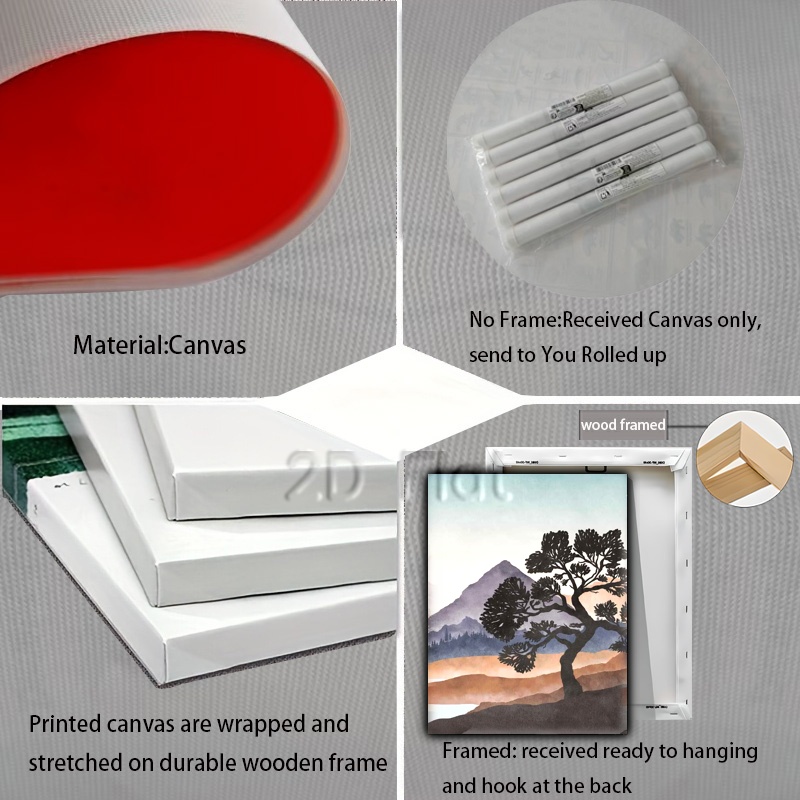 Material:Canvas
No Frame:Received Canvas only,
send to You Rolled up
2D Flat
wood framed
Printed canvas are wrapped and
stretched on durable wooden frame
Framed: received ready to hanging
and hook at the back